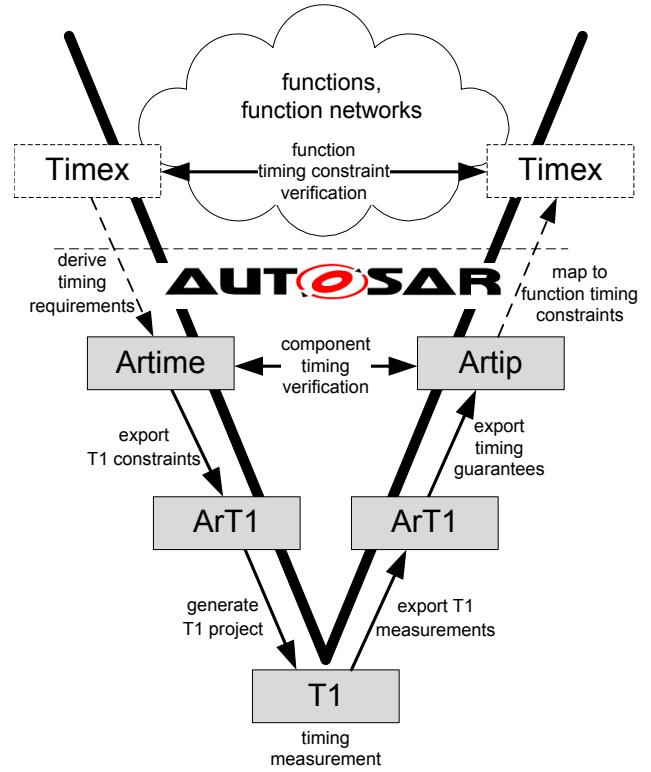 functions,
function networks
Timex
function
timing constraint
verification
Timex
derive
timing
requirements
AUTOSAR
map to
function timing
constraints
Artime
component
timing
verification
Artip
export
T1 constraints
export
timing
guarantees
ArT1
ArT1
generate
T1 project
export T1
measurements
T1
timing
measurement